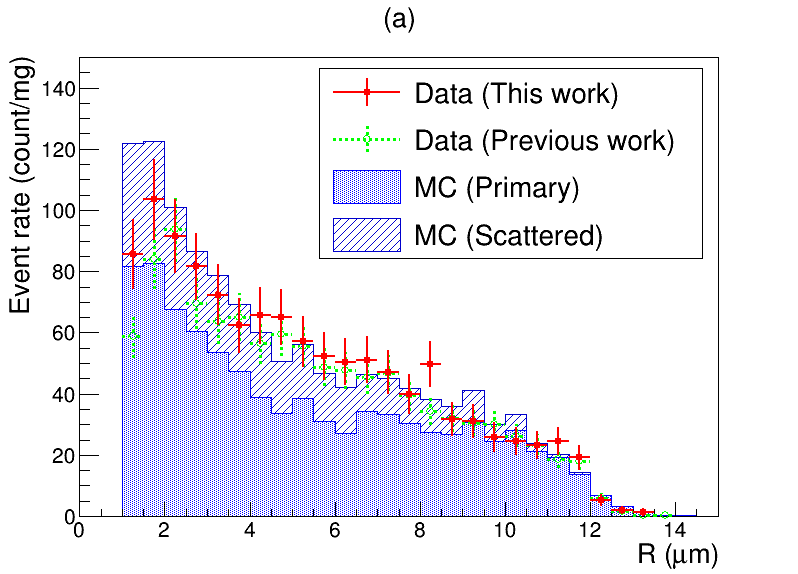 (a)
Event rate (count/mg)
140
120
100
80
60
40
20
0
Data (This work)
Data (Previous work)
MC (Primary)
MC (Scattered)
0 2 4 6 8 10 12 14
R (μm)